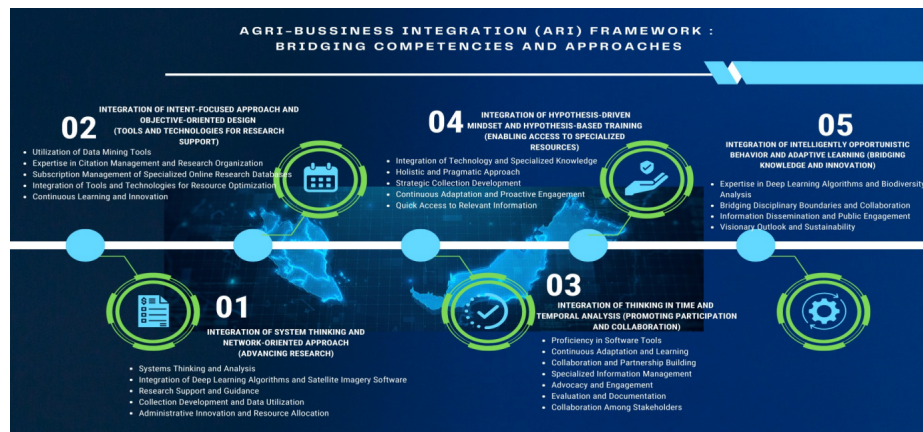 AGRI-BUSSINESS INTEGRATION (ARI) FRAMEWORK :
BRIDGING COMPETENCIES AND APPROACHES
01
INTEGRATION OF SYSTEM THINKING AND
NETWORK-ORIENTED APPROACH
(ADVANCING RESEARCH)
• Systems Thinking and Analysis
• Integration of Deep Learning Algorithms and Satellite Imagery Software
• Research Support and Guidance
• Collection Development and Data Utilization
• Administrative Innovation and Resource Allocation
02
INTEGRATION OF INTENT-FOCUSED APPROACH AND
OBJECTIVE-ORIENTED DESIGN
(TOOLS AND TECHNOLOGIES FOR RESEARCH
SUPPORT)
• Utilization of Data Mining Tools
• Expertise in Citation Management and Research Organization
• Subscription Management of Specialized Online Research Databases
• Integration of Tools and Technologies for Resource Optimization
• Continuous Learning and Innovation
03
INTEGRATION OF THINKING IN TIME AND
TEMPORAL ANALYSIS (PROMOTING PARTICIPATION
AND COLLABORATION)
• Proficiency in Software Tools
• Continuous Adaptation and Learning
• Collaboration and Partnership Building
• Specialized Information Management
• Advocacy and Engagement
• Evaluation and Documentation
• Collaboration Among Stakeholders
04
INTEGRATION OF HYPOTHESIS-DRIVEN
MINDSET AND HYPOTHESIS-BASED TRAINING
(ENABLING ACCESS TO SPECIALIZED
RESOURCES)
• Integration of Technology and Specialized Knowledge
• Holistic and Pragmatic Approach
• Strategic Collection Development
• Continuous Adaptation and Proactive Engagement
• Quick Access to Relevant Information
05
INTEGRATION OF INTELLIGENTLY OPPORTUNISTIC
BEHAVIOR AND ADAPTIVE LEARNING (BRIDGING
KNOWLEDGE AND INNOVATION)
• Expertise in Deep Learning Algorithms and Biodiversity
Analysis
• Bridging Disciplinary Boundaries and Collaboration
• Information Dissemination and Public Engagement
• Visionary Outlook and Sustainability